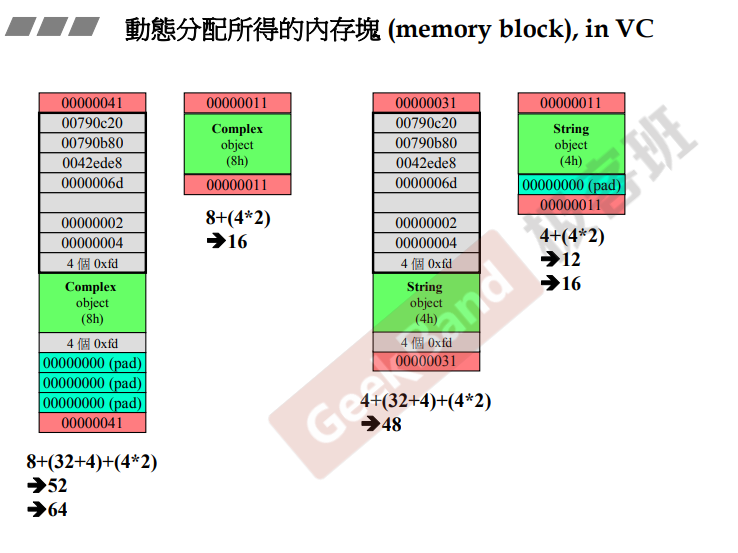 動態分配所得的內存塊 (memory block), in VC
00000041
00790c20
00790b80
0042ede8
0000006d
00000002
00000004
4 個 0xfd
Complex
object
(8h)
4 個 0xfd
00000000 (pad)
00000000 (pad)
00000000 (pad)
00000041
8+(32+4)+(4*2)
➔52
➔64
00000011
Complex
object
(8h)
00000011
8+(4*2)
➔16
00000031
00790c20
00790b80
0042ede8
0000006d
00000002
00000004
4 個 0xfd
String
object
(4h)
4 個 0xfd
00000031
4+(32+4)+(4*2)
➔48
00000011
String
object
(4h)
00000000 (pad)
00000011
4+(4*2)
➔12
➔16
GeekBand 极客班